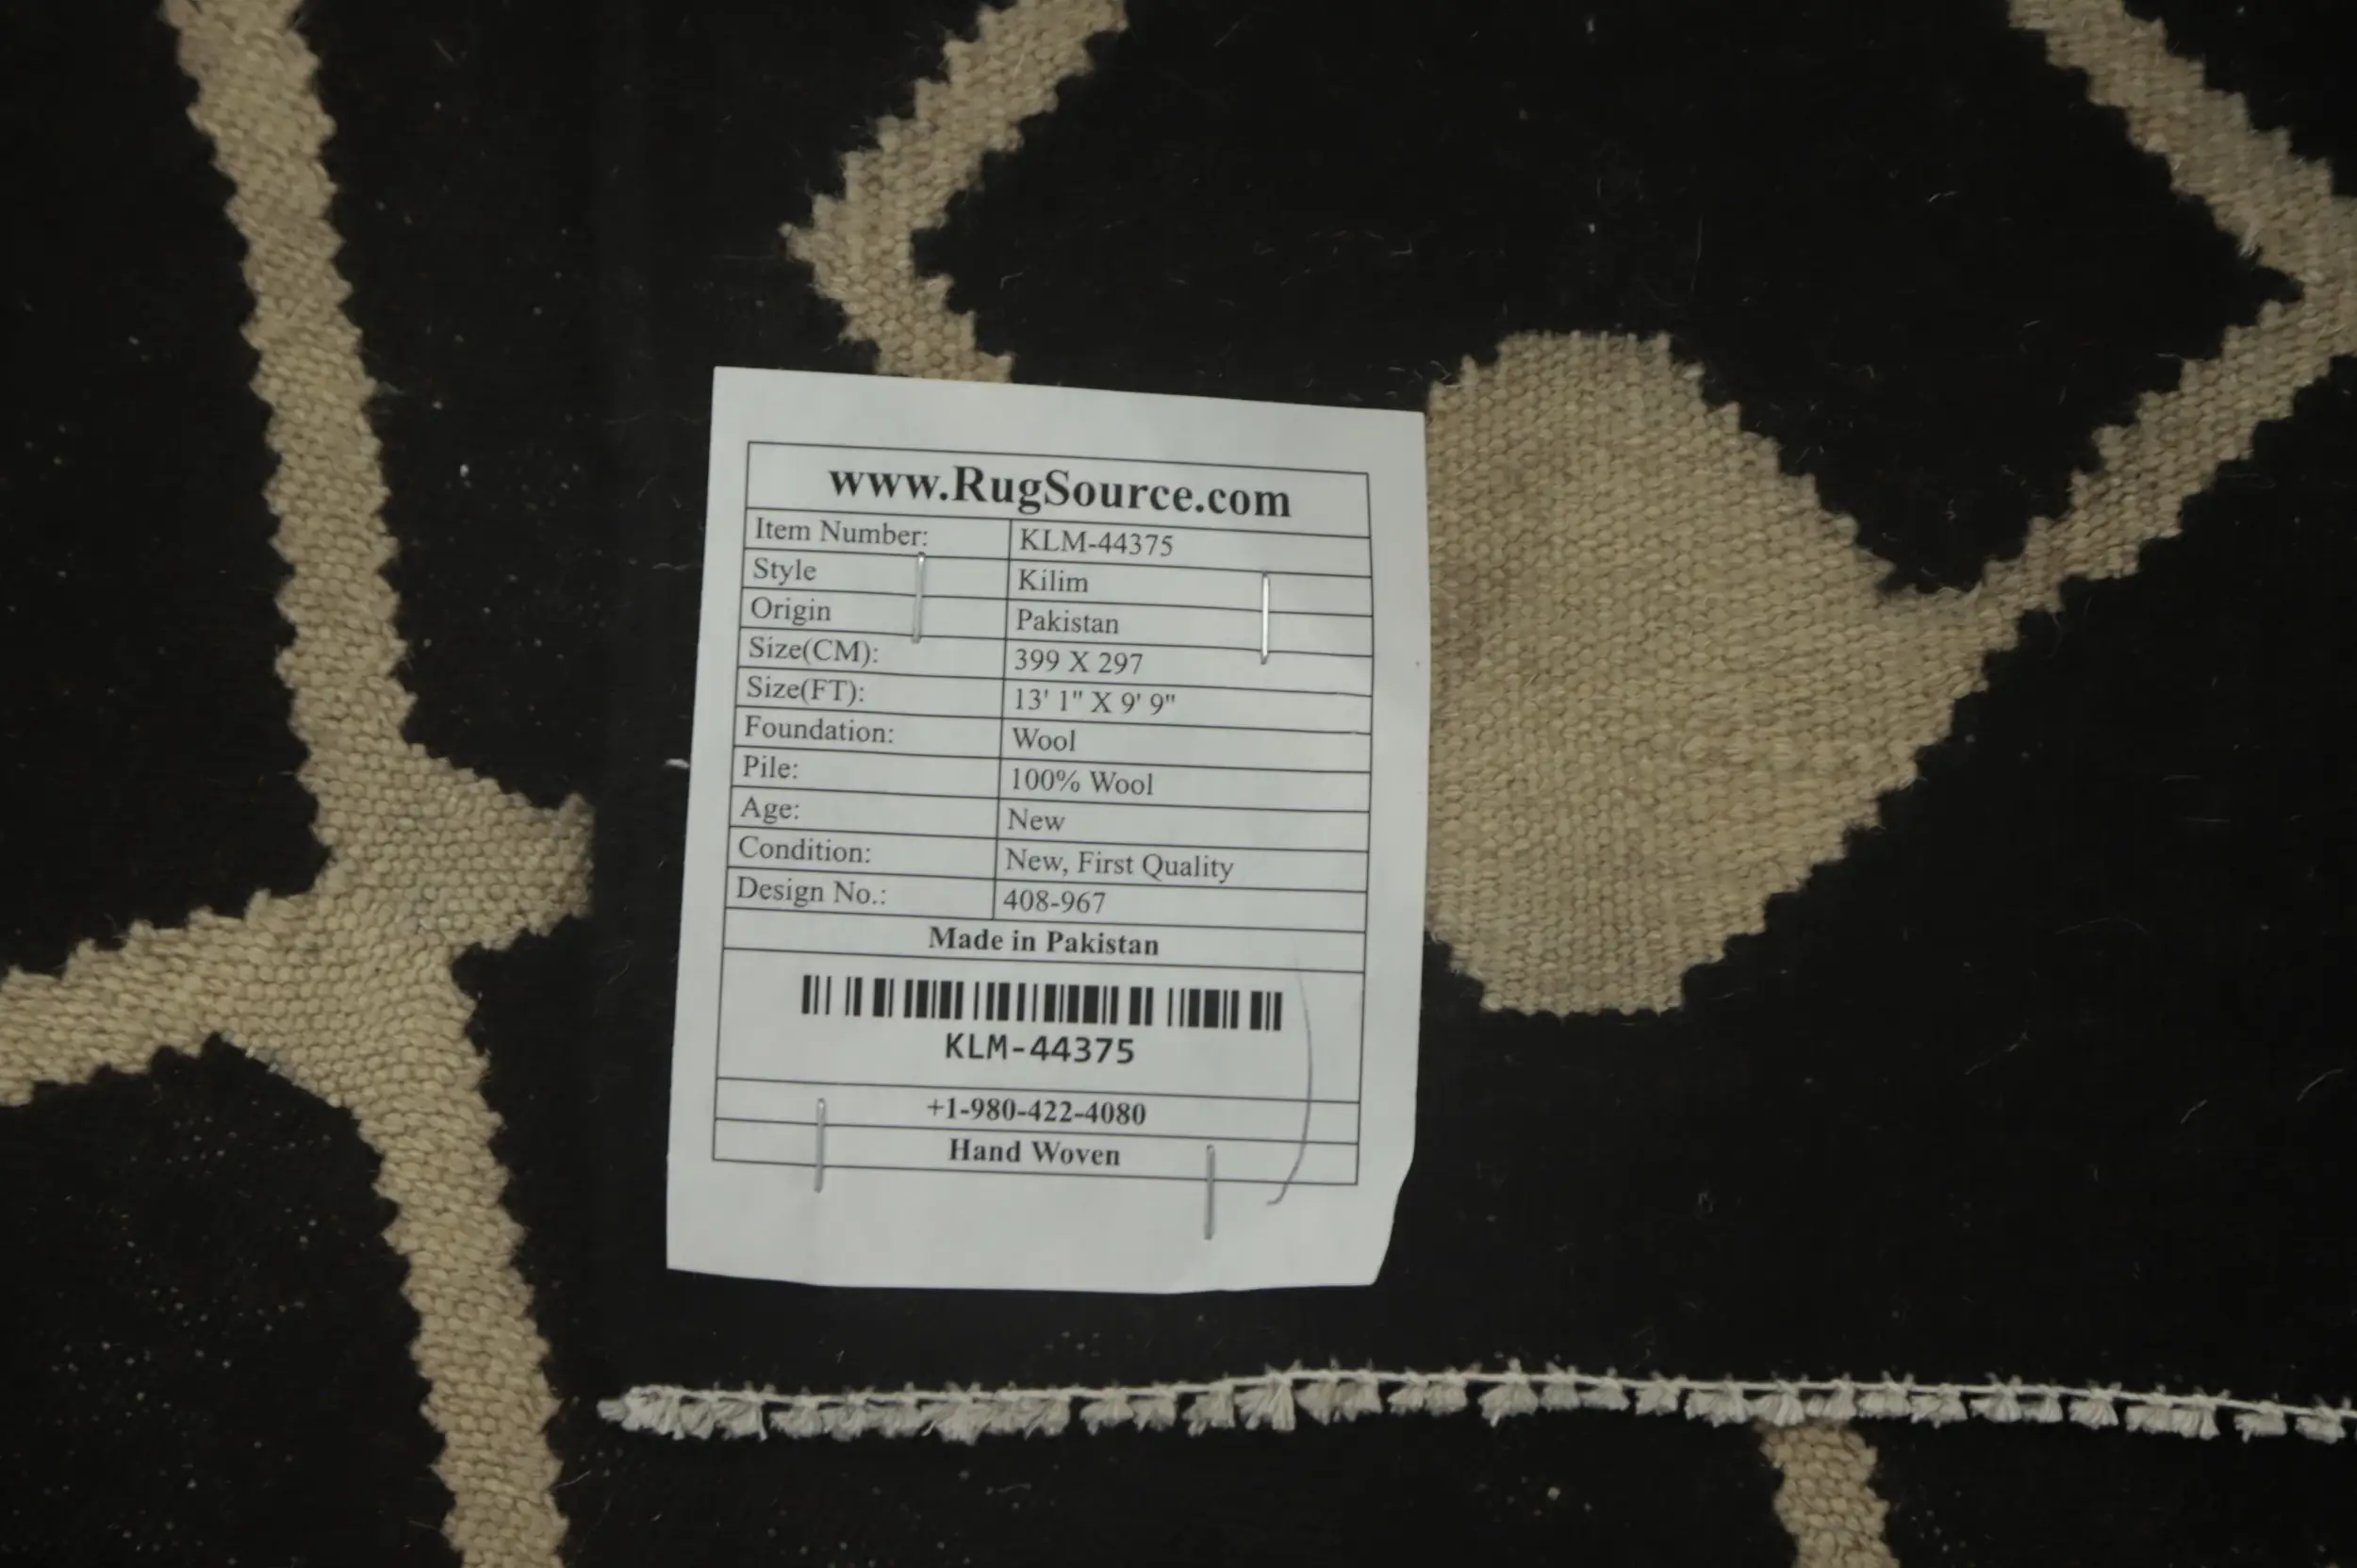 www.RugSource.com
Item Number: KLM-44375
Style Kilim
Origin Pakistan
Size(CM): 399 X 297
Size(FT): 13' 1" X 9' 9"
Foundation: Wool
Pile: 100% Wool
Age: New
Condition: New, First Quality
Design No.: 408-967
Made in Pakistan
KLM-44375
+1-980-422-4080
Hand Woven